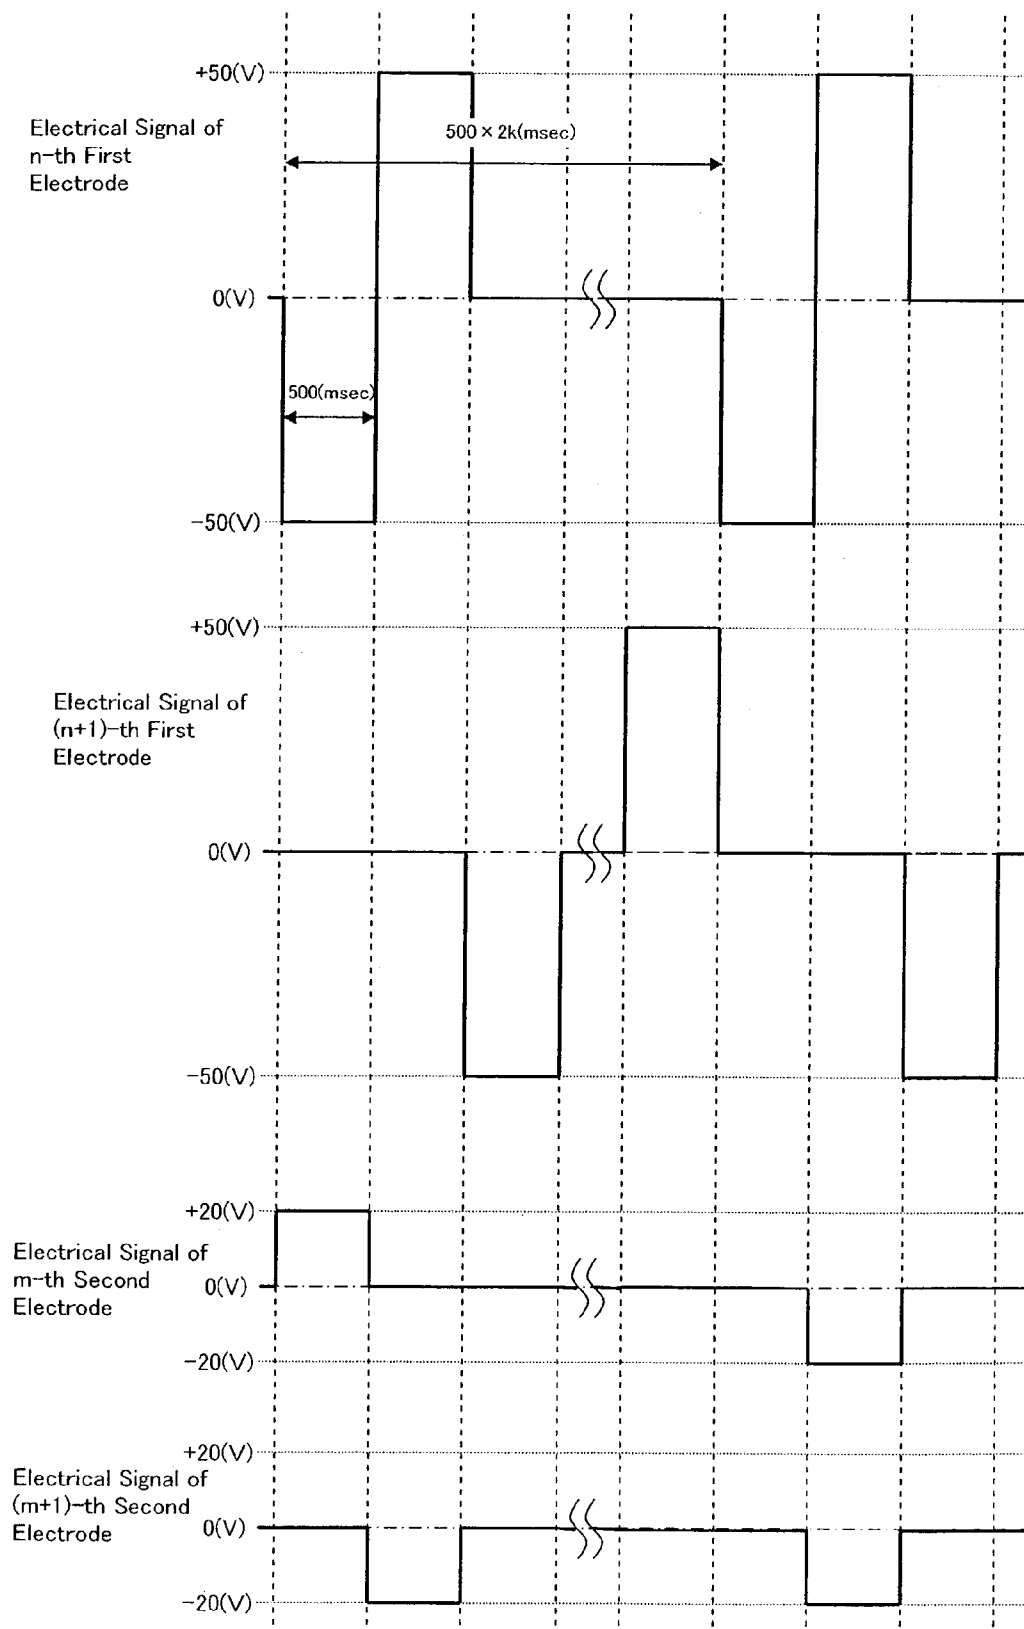 +50(V)
Electrical Signal of
n-th First
Electrode
500 × 2k(msec)
0(V)
500(msec)
-50(V)
+50(V)
Electrical Signal of
(n+1)-th First
Electrode
0(V)
-50(V)
+20(V)
Electrical Signal of
m-th Second
Electrode
0(V)
-20(V)
+20(V)
Electrical Signal of
(m+1)-th Second
Electrode
0(V)
-20(V)